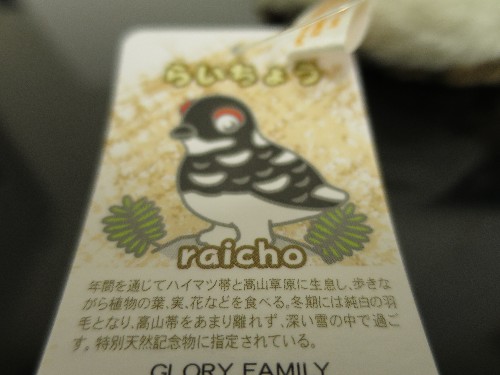 らいちょう
raicho
年間を通じてハイマツ帯と高山草原に生息し、歩きな
がら植物の葉、実、花などを食べる。冬期には純白の羽
毛となり、高山帯をあまり離れず、深い雪の中で過ご
す。特別天然記念物に指定されている。
GLORY FAMILY